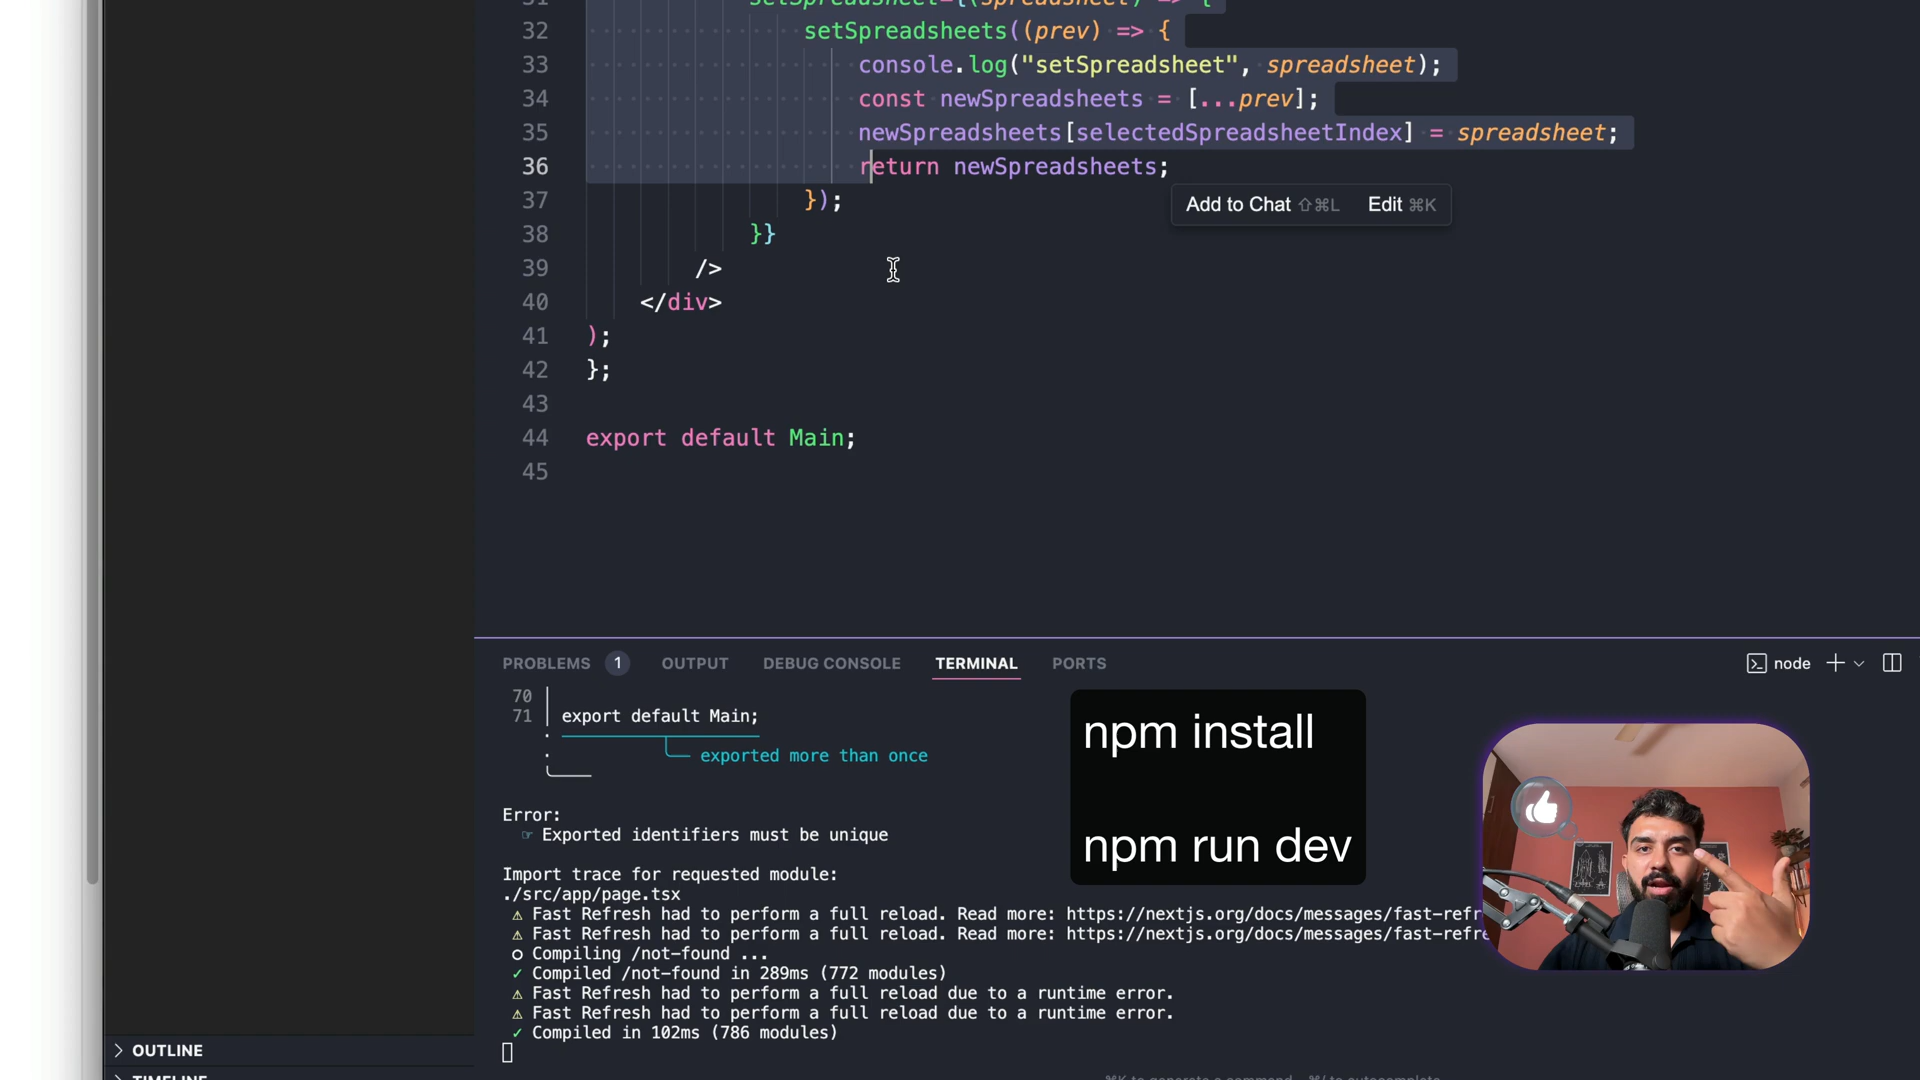 31 setSpreadsheet={(spreadsheet) => {
32 setSpreadsheets((prev) => {
33 console.log("setSpreadsheet", spreadsheet);
34 const newSpreadsheets = [...prev];
35 newSpreadsheets[selectedSpreadsheetIndex] = spreadsheet;
36 return newSpreadsheets;
37 });
Add to Chat ⇧⌘L Edit ⌘K
38 }}
39 />
40 </div>
41 );
42 };
43
44 export default Main;
45
PROBLEMS 1 OUTPUT DEBUG CONSOLE TERMINAL PORTS node
70
71 export default Main;
exported more than once
Error:
☞ Exported identifiers must be unique
Import trace for requested module:
./src/app/page.tsx
⚠ Fast Refresh had to perform a full reload. Read more: https://nextjs.org/docs/messages/fast-refr
⚠ Fast Refresh had to perform a full reload. Read more: https://nextjs.org/docs/messages/fast-refre
○ Compiling /not-found ...
✓ Compiled /not-found in 289ms (772 modules)
⚠ Fast Refresh had to perform a full reload due to a runtime error.
⚠ Fast Refresh had to perform a full reload due to a runtime error.
✓ Compiled in 102ms (786 modules)
npm install
npm run dev
OUTLINE
TIMELINE
⌘K to generate a command